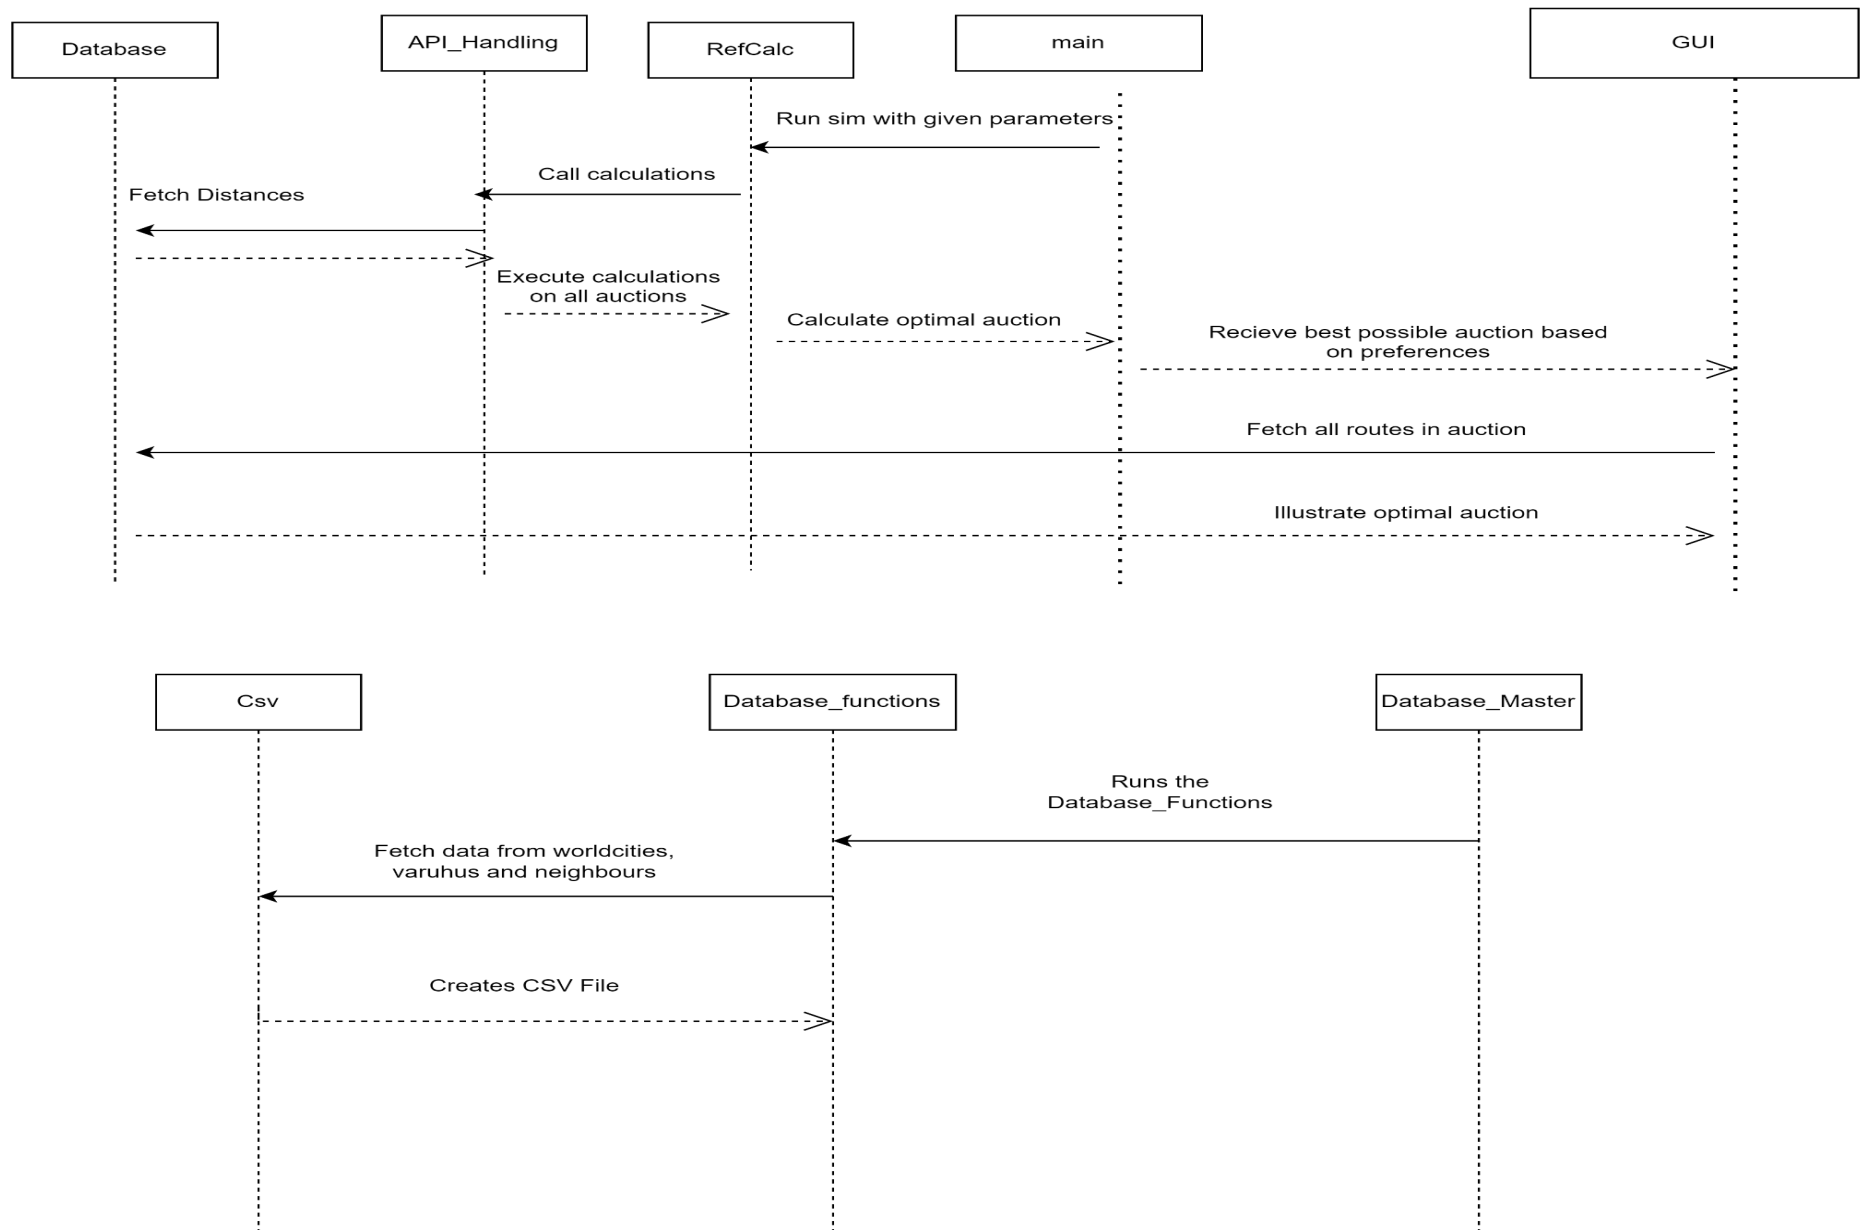 Database
API_Handling
RefCalc
main
GUI
Run sim with given parameters
Call calculations
Fetch Distances
Execute calculations
on all auctions
Calculate optimal auction
Recieve best possible auction based
on preferences
Fetch all routes in auction
Illustrate optimal auction
Csv
Database_functions
Database_Master
Runs the
Database_Functions
Fetch data from worldcities,
varuhus and neighbours
Creates CSV File